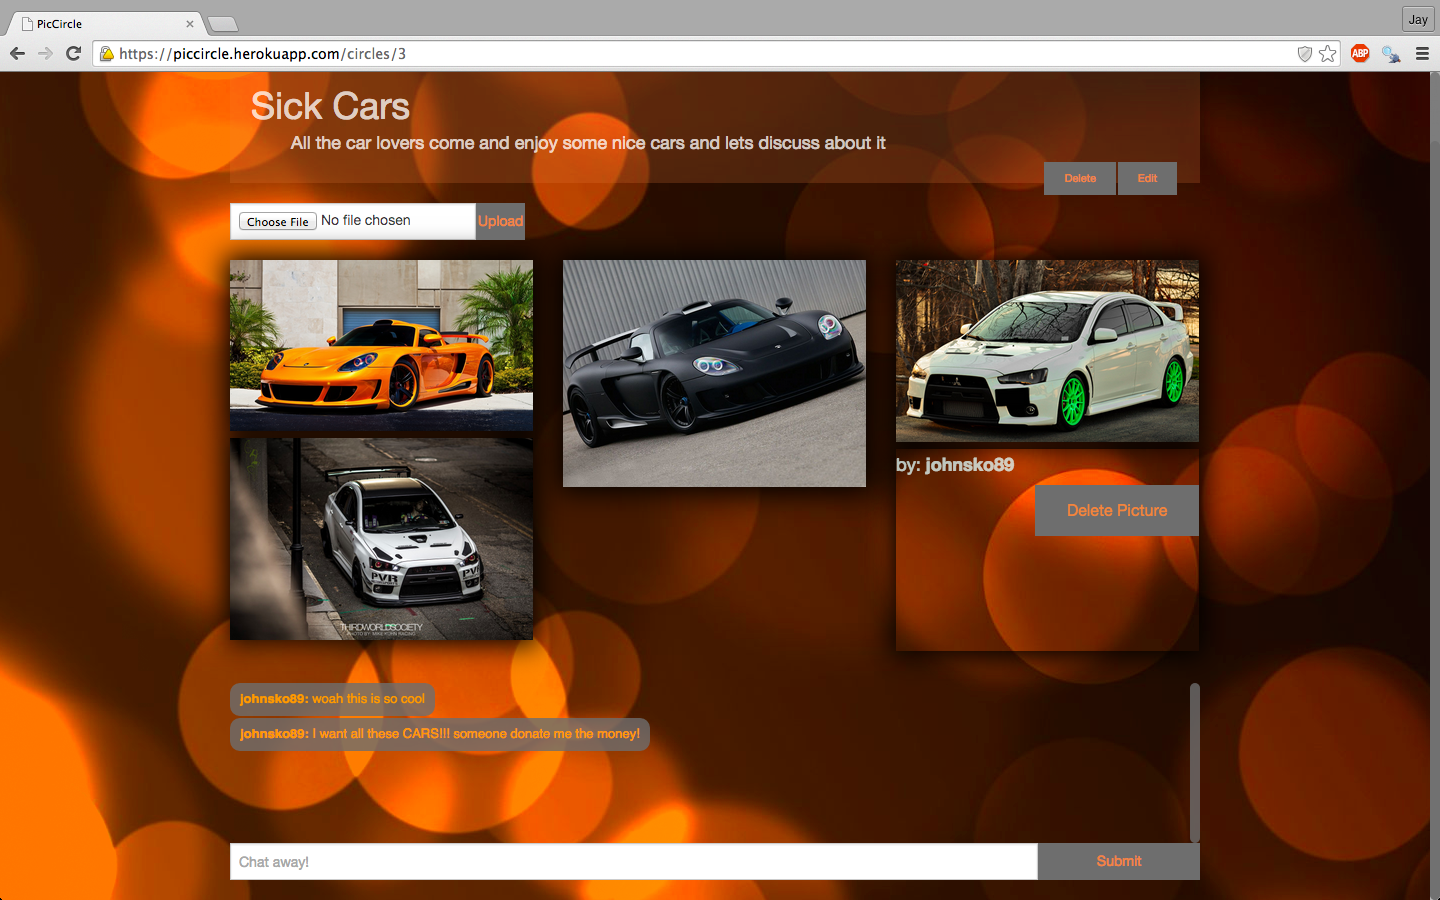 PicCircle
Jay
https://piccircle.herokuapp.com/circles/3
ABP
Sick Cars
All the car lovers come and enjoy some nice cars and lets discuss about it
Delete
Edit
Choose File No file chosen
Upload
by: johnsko89
Delete Picture
PVR
PVR
THIRDWORLDSOCIETY
johnsko89: woah this is so cool
johnsko89: I want all these CARS!!! someone donate me the money!
Chat away!
Submit